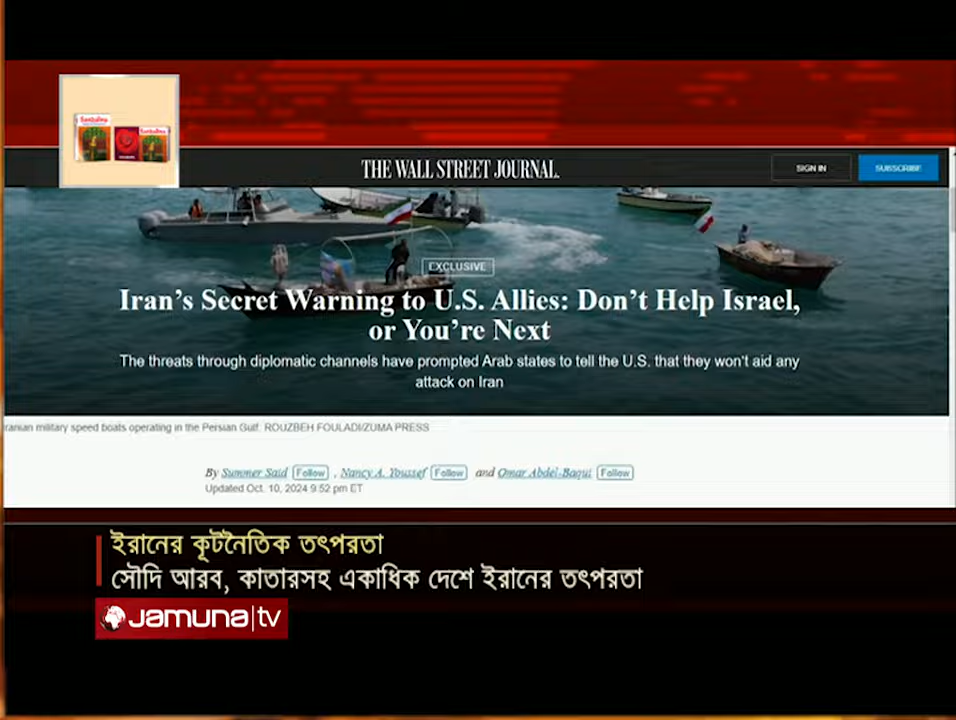 Santalina
Santalina
THE WALL STREET JOURNAL.
SIGN IN
SUBSCRIBE
EXCLUSIVE
Iran's Secret Warning to U.S. Allies: Don't Help Israel,
or You're Next
The threats through diplomatic channels have prompted Arab states to tell the U.S. that they won't aid any
attack on Iran
ranian military speed boats operating in the Persian Gulf. ROUZBEH FOULADI/ZUMA PRESS
By Summer Said Follow , Nancy A. Youssef Follow and Omar Abdel-Baqui Follow
Updated Oct. 10, 2024 9:52 pm ET
ইরানের কূটনৈতিক তৎপরতা
সৌদি আরব, কাতারসহ একাধিক দেশে ইরানের তৎপরতা
Jamuna tv